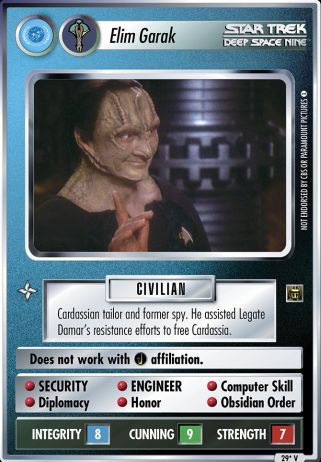 Elim Garak
STAR TREK
DEEP SPACE NINE
NOT ENDORSED BY CBS OR PARAMOUNT PICTURES
CIVILIAN
Cardassian tailor and former spy. He assisted Legate
Damar's resistance efforts to free Cardassia.
Does not work with affiliation.
SECURITY ENGINEER Computer Skill
Diplomacy Honor Obsidian Order
INTEGRITY 8 CUNNING 9 STRENGTH 7
29* V